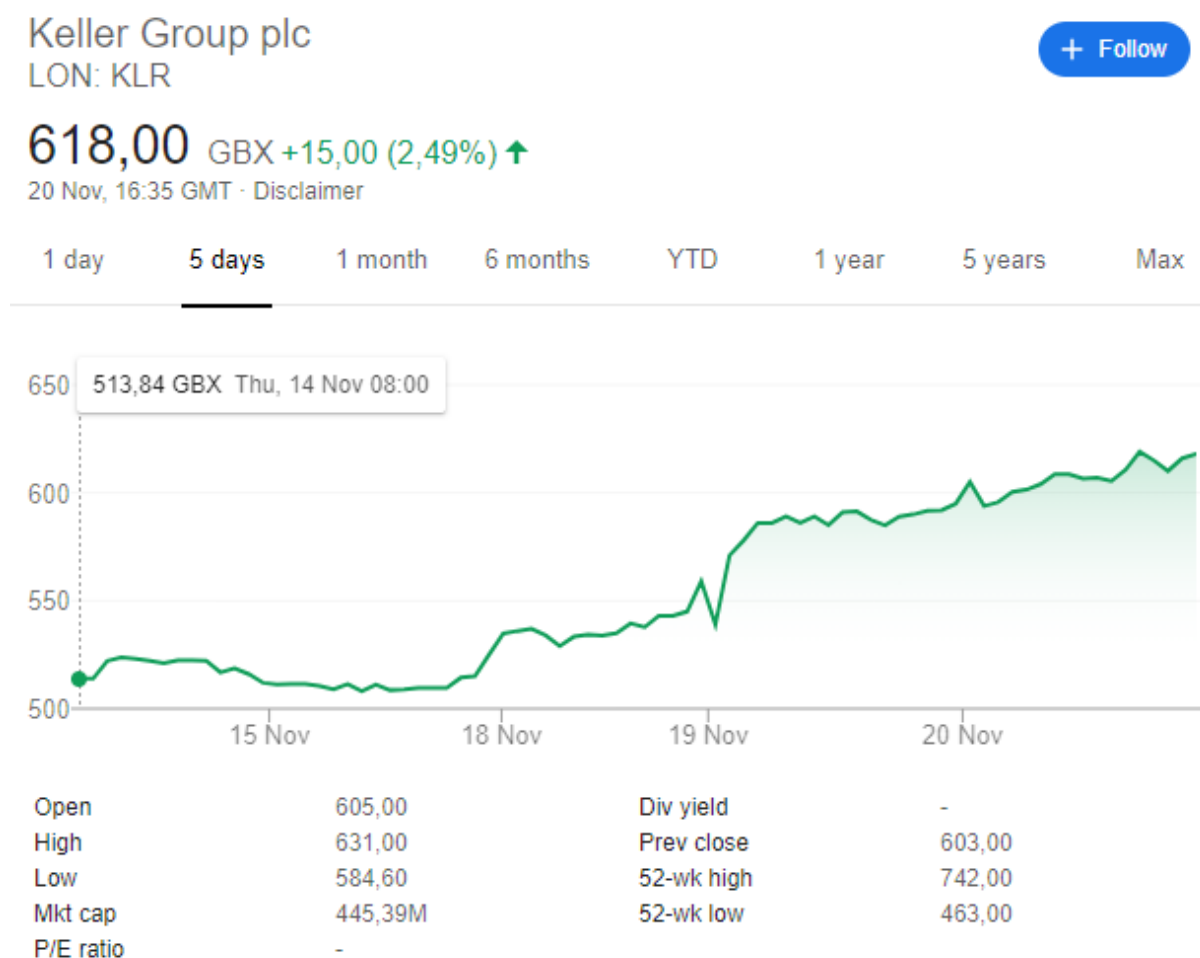 Keller Group plc
LON: KLR
+ Follow
618,00 GBX +15,00 (2,49%)
20 Nov, 16:35 GMT · Disclaimer
1 day 5 days 1 month 6 months YTD 1 year 5 years Max
513,84 GBX Thu, 14 Nov 08:00
650
600
550
500
15 Nov 18 Nov 19 Nov 20 Nov
Open 605,00 Div yield -
High 631,00 Prev close 603,00
Low 584,60 52-wk high 742,00
Mkt cap 445,39M 52-wk low 463,00
P/E ratio -